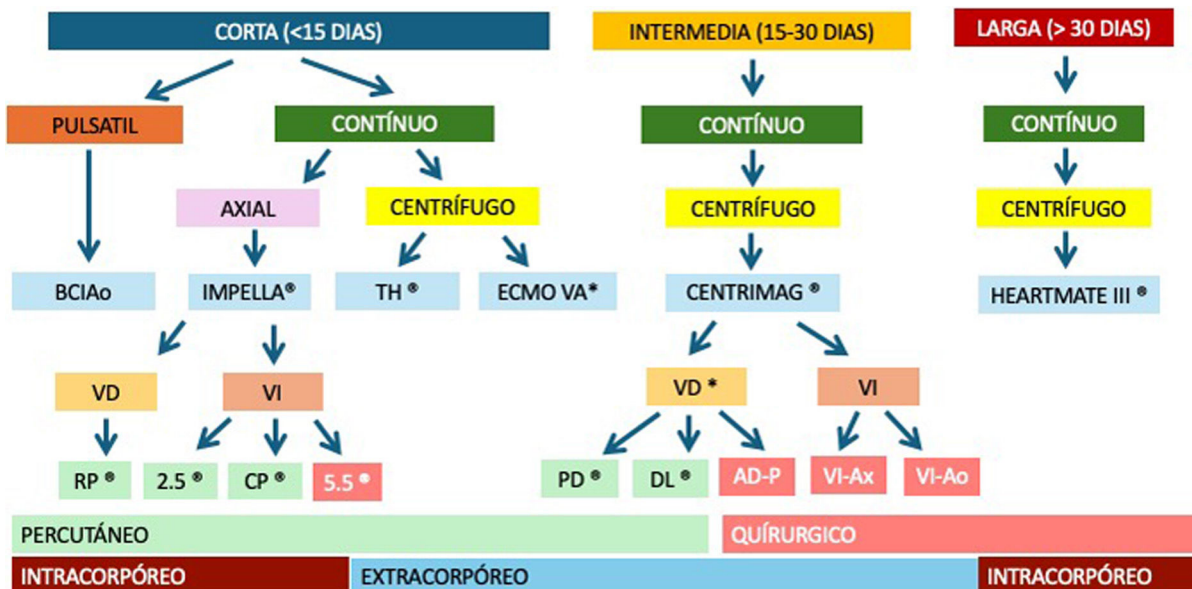 CORTA (<15 DIAS)
INTERMEDIA (15-30 DIAS)
LARGA (> 30 DIAS)
PULSATIL
CONTÍNUO
CONTÍNUO
CONTÍNUO
AXIAL
CENTRÍFUGO
CENTRÍFUGO
CENTRÍFUGO
BCIAo
IMPELLA®
TH ®
ECMO VA*
CENTRIMAG ®
HEARTMATE III ®
VD
VI
VD *
VI
RP ®
2.5 ®
CP ®
5.5 ®
PD ®
DL ®
AD-P
VI-Ax
VI-Ao
PERCUTÁNEO
QUÍRURGICO
INTRACORPÓREO
EXTRACORPÓREO
INTRACORPÓREO